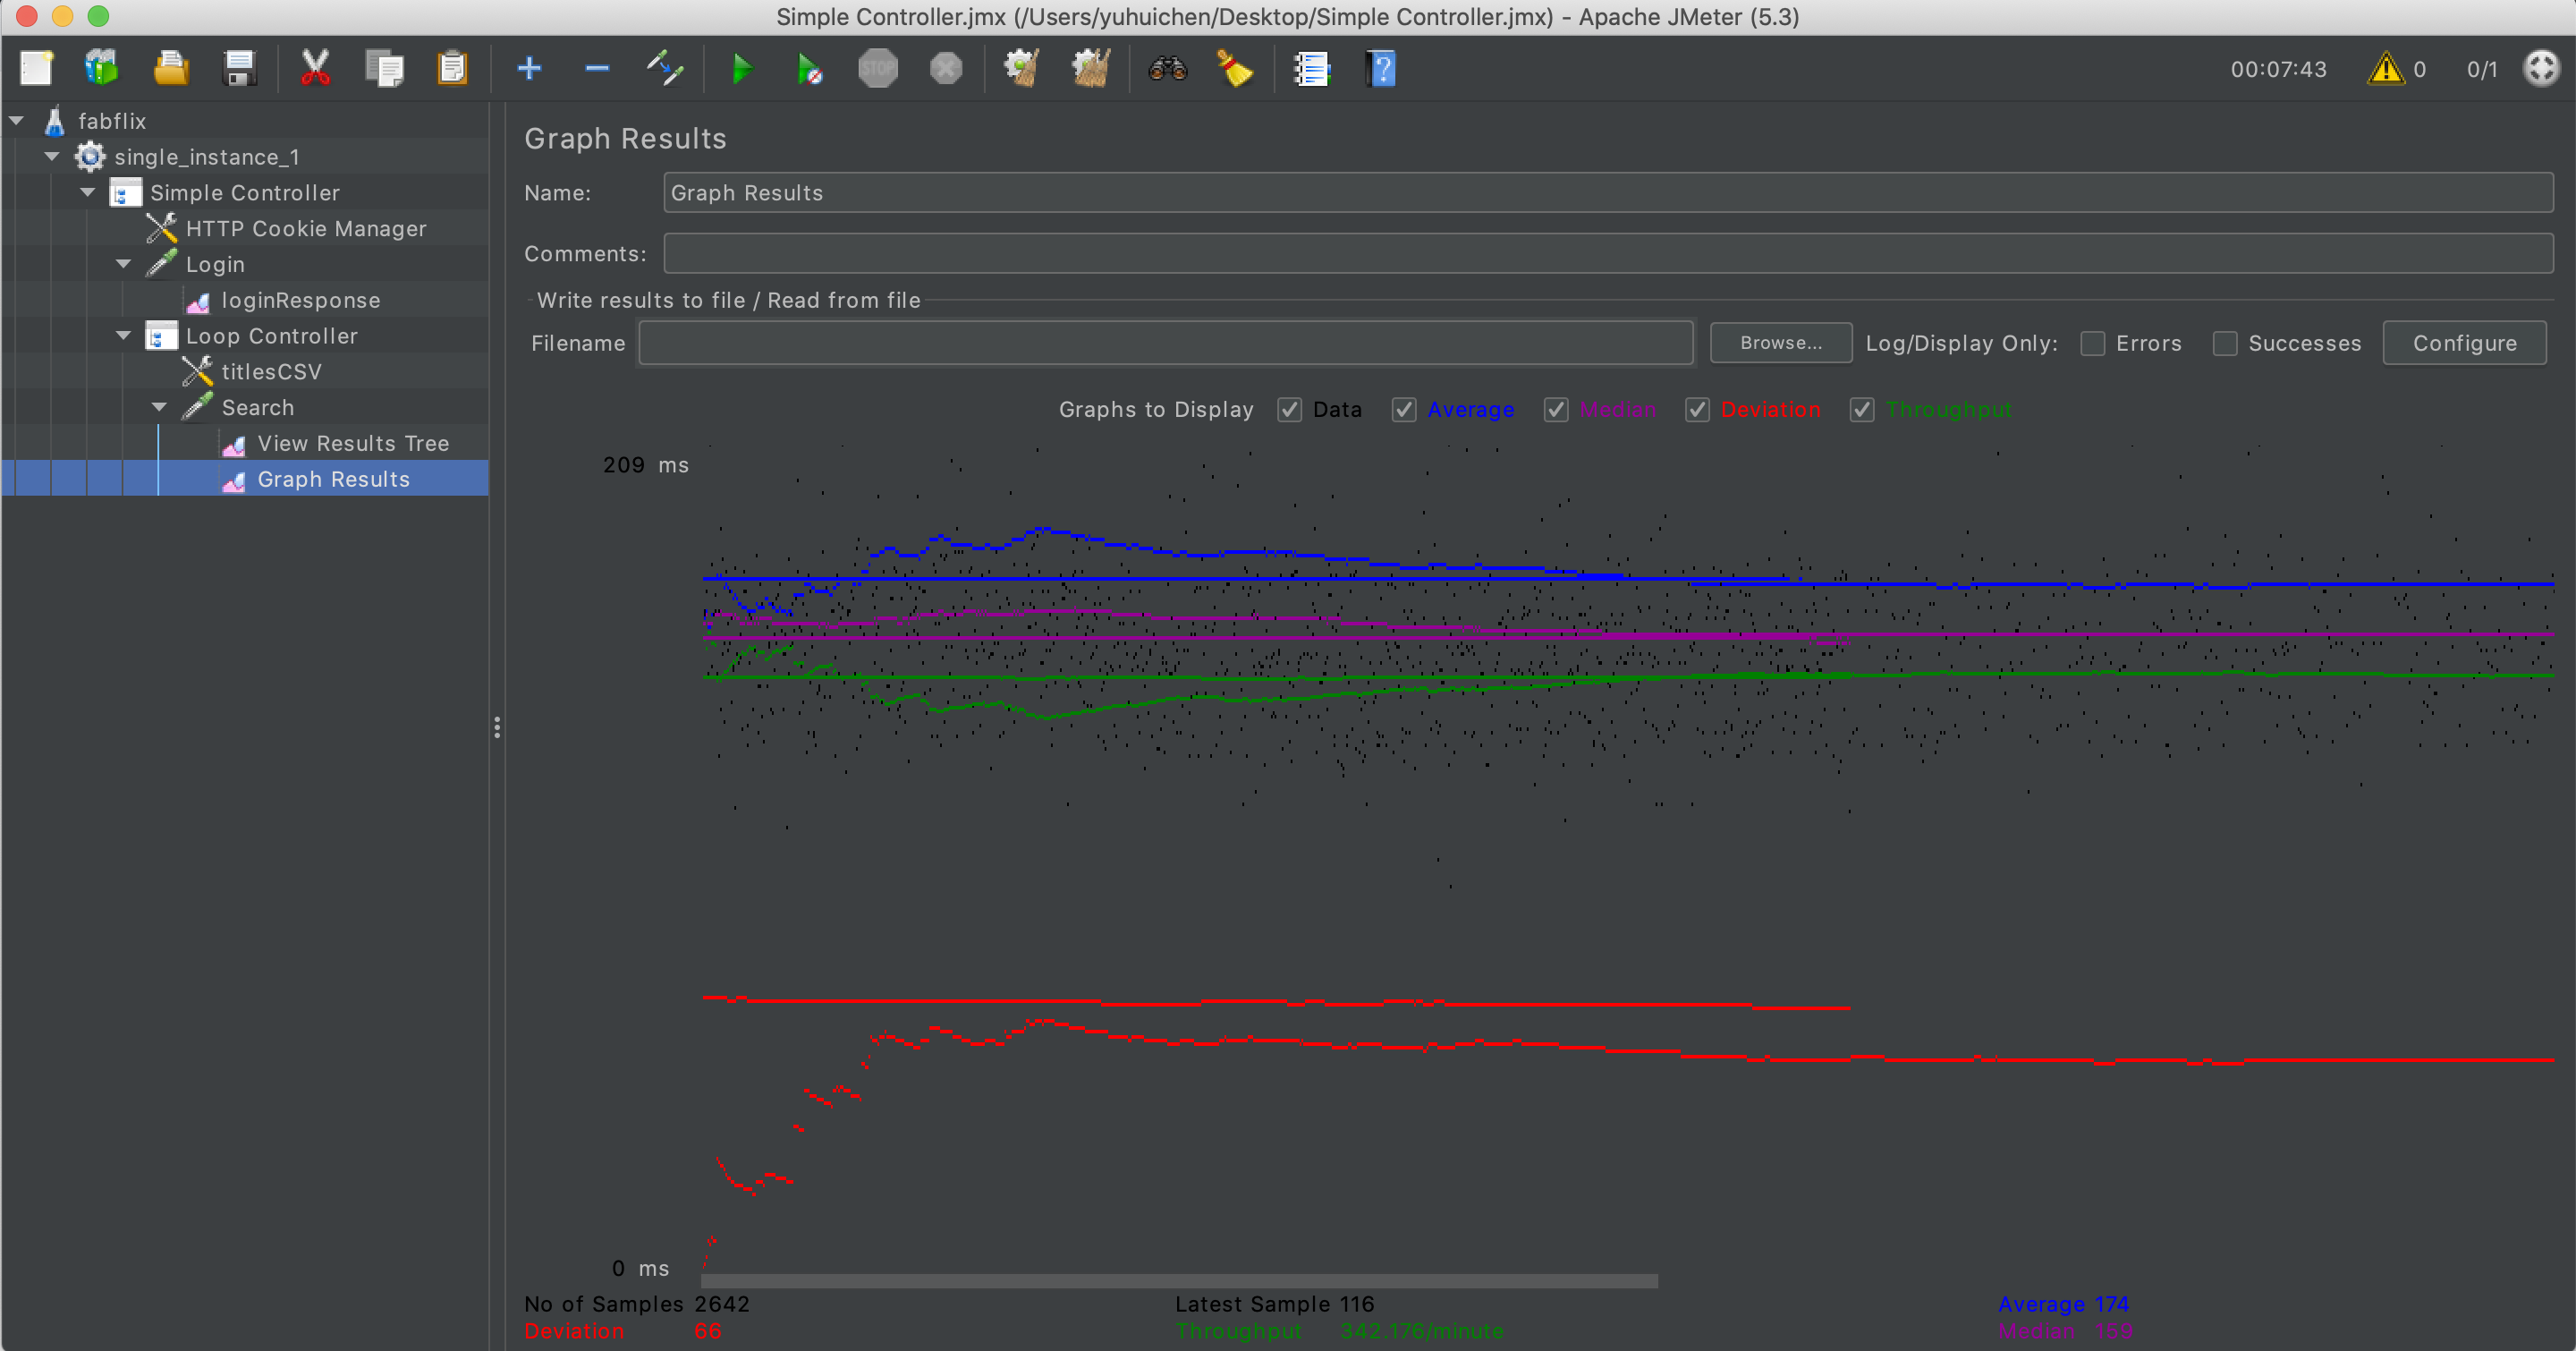 Simple Controller.jmx (/Users/yuhuichen/Desktop/Simple Controller.jmx) - Apache JMeter (5.3)
STOP
?
00:07:43
0
0/1
fabflix
single_instance_1
Simple Controller
HTTP Cookie Manager
Login
loginResponse
Loop Controller
titlesCSV
Search
View Results Tree
Graph Results
Graph Results
Name: Graph Results
Comments:
Write results to file / Read from file
Filename Browse... Log/Display Only: Errors Successes Configure
Graphs to Display Data Average Median Deviation Throughput
209 ms
0 ms
No of Samples 2642 Latest Sample 116 Average 174
Deviation 66 Throughput 342.176/minute Median 159